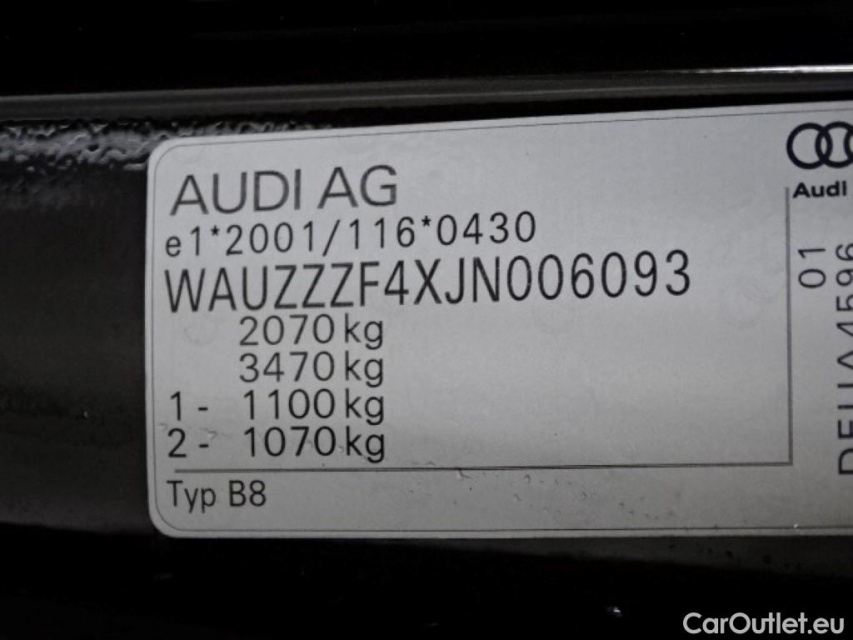 AUDI AG
e1*2001/116*0430
WAUZZZF4XJN006093
2070 kg
3470 kg
1 - 1100 kg
2 - 1070 kg
Typ B8
Audi
01
CarOutlet.eu